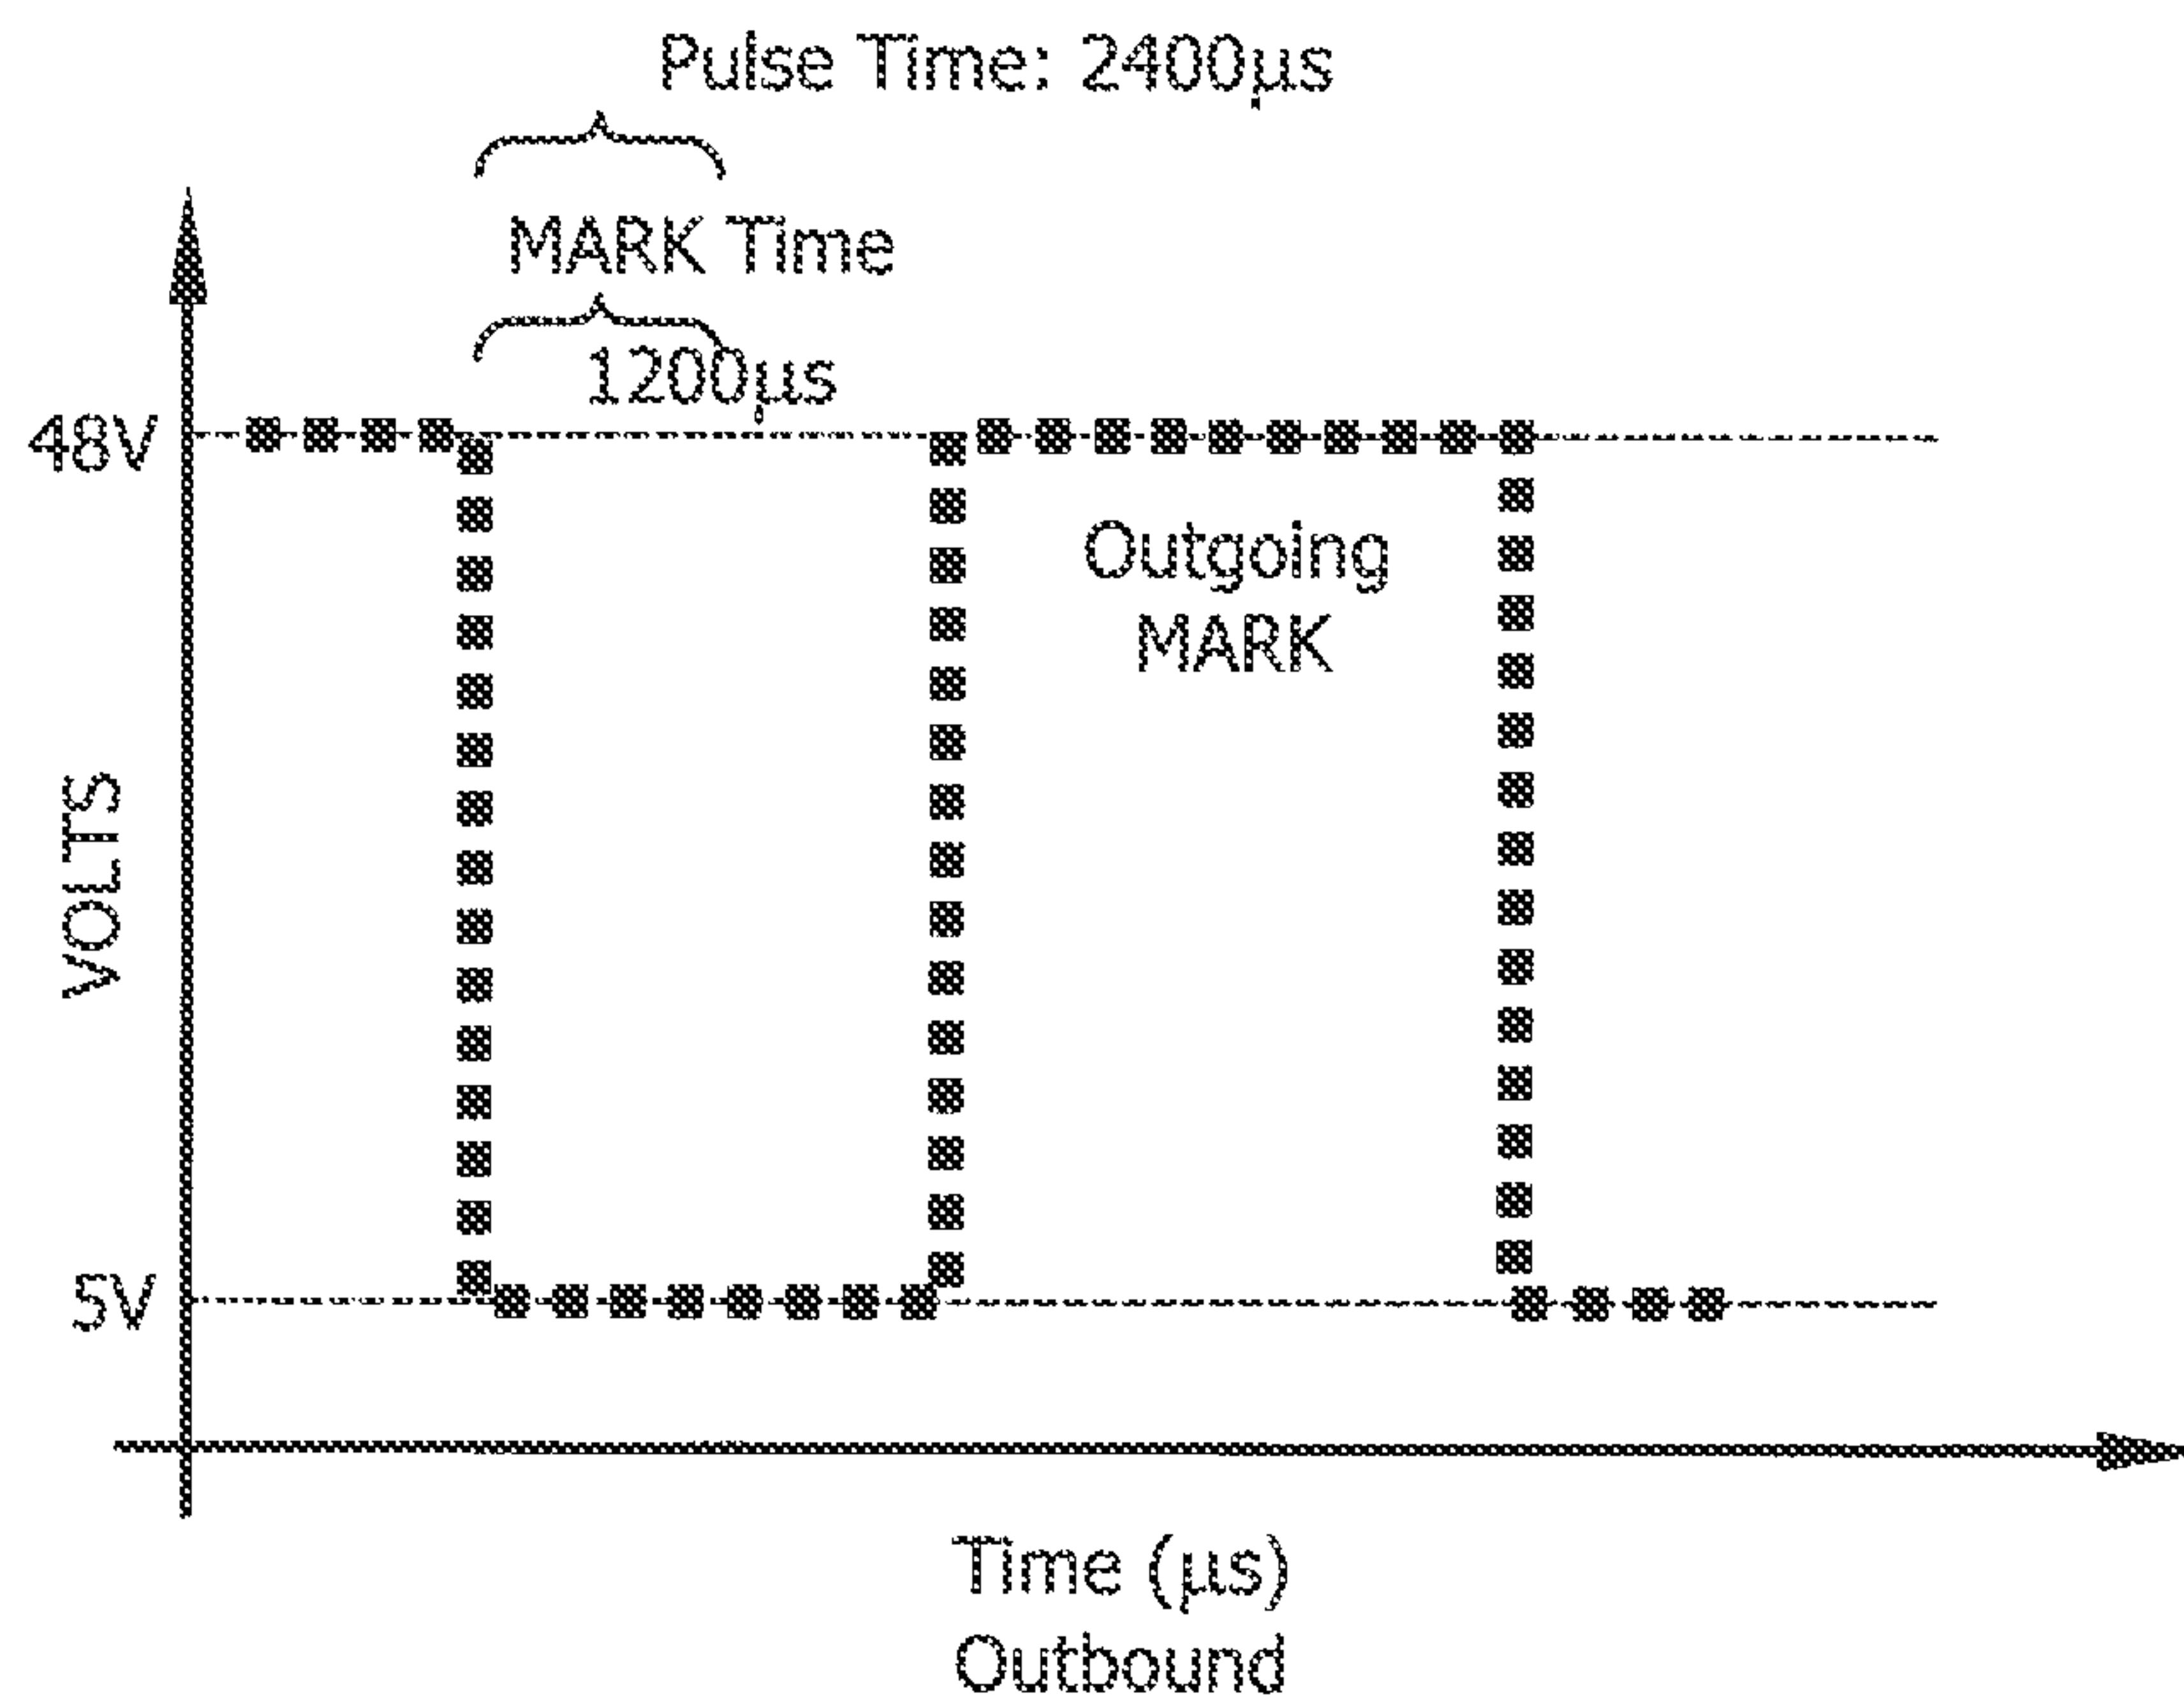 Pulse Time: 2400µs
MARK Time
1200µs
48V
Outgoing
MARK
VOLTS
5V
Time (µs)
Outbound